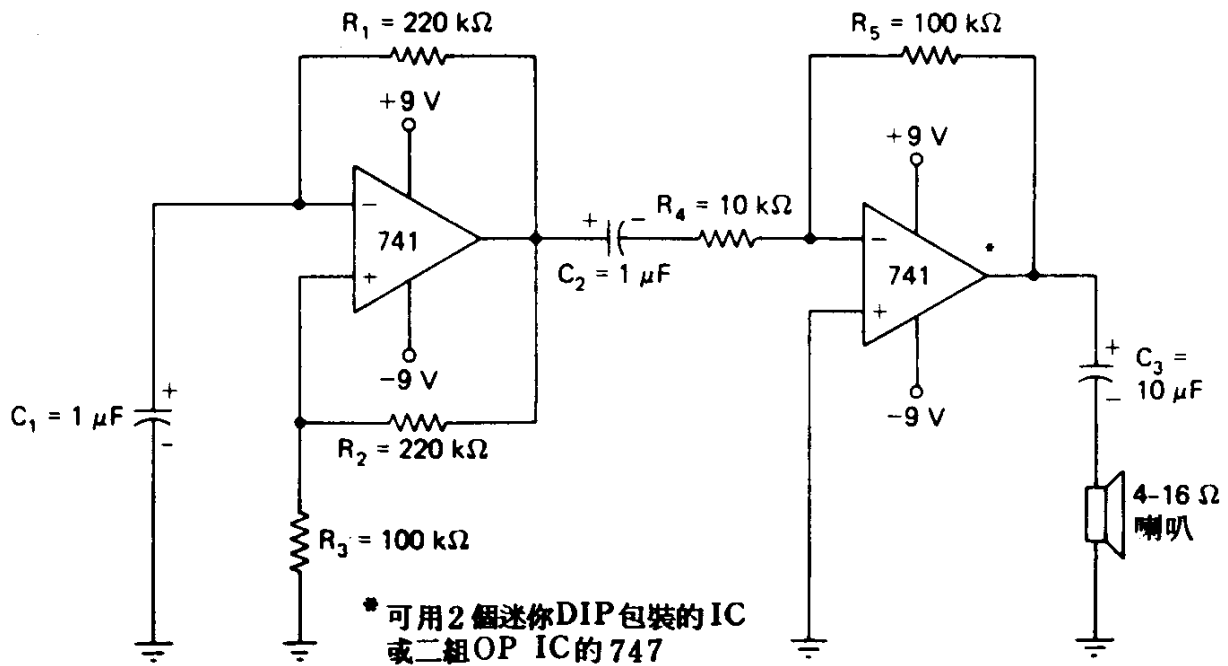 R₁ = 220 kΩ
R₅ = 100 kΩ
+9 V
+9 V
−
741
+
+
−
R₄ = 10 kΩ
C₂ = 1 μF
−
741
+
*
−9 V
−9 V
C₁ = 1 μF
+
−
R₂ = 220 kΩ
+
−
C₃ =
10 μF
R₃ = 100 kΩ
4-16 Ω
喇叭
* 可用2個迷你DIP包裝的IC
或二組OP IC的747